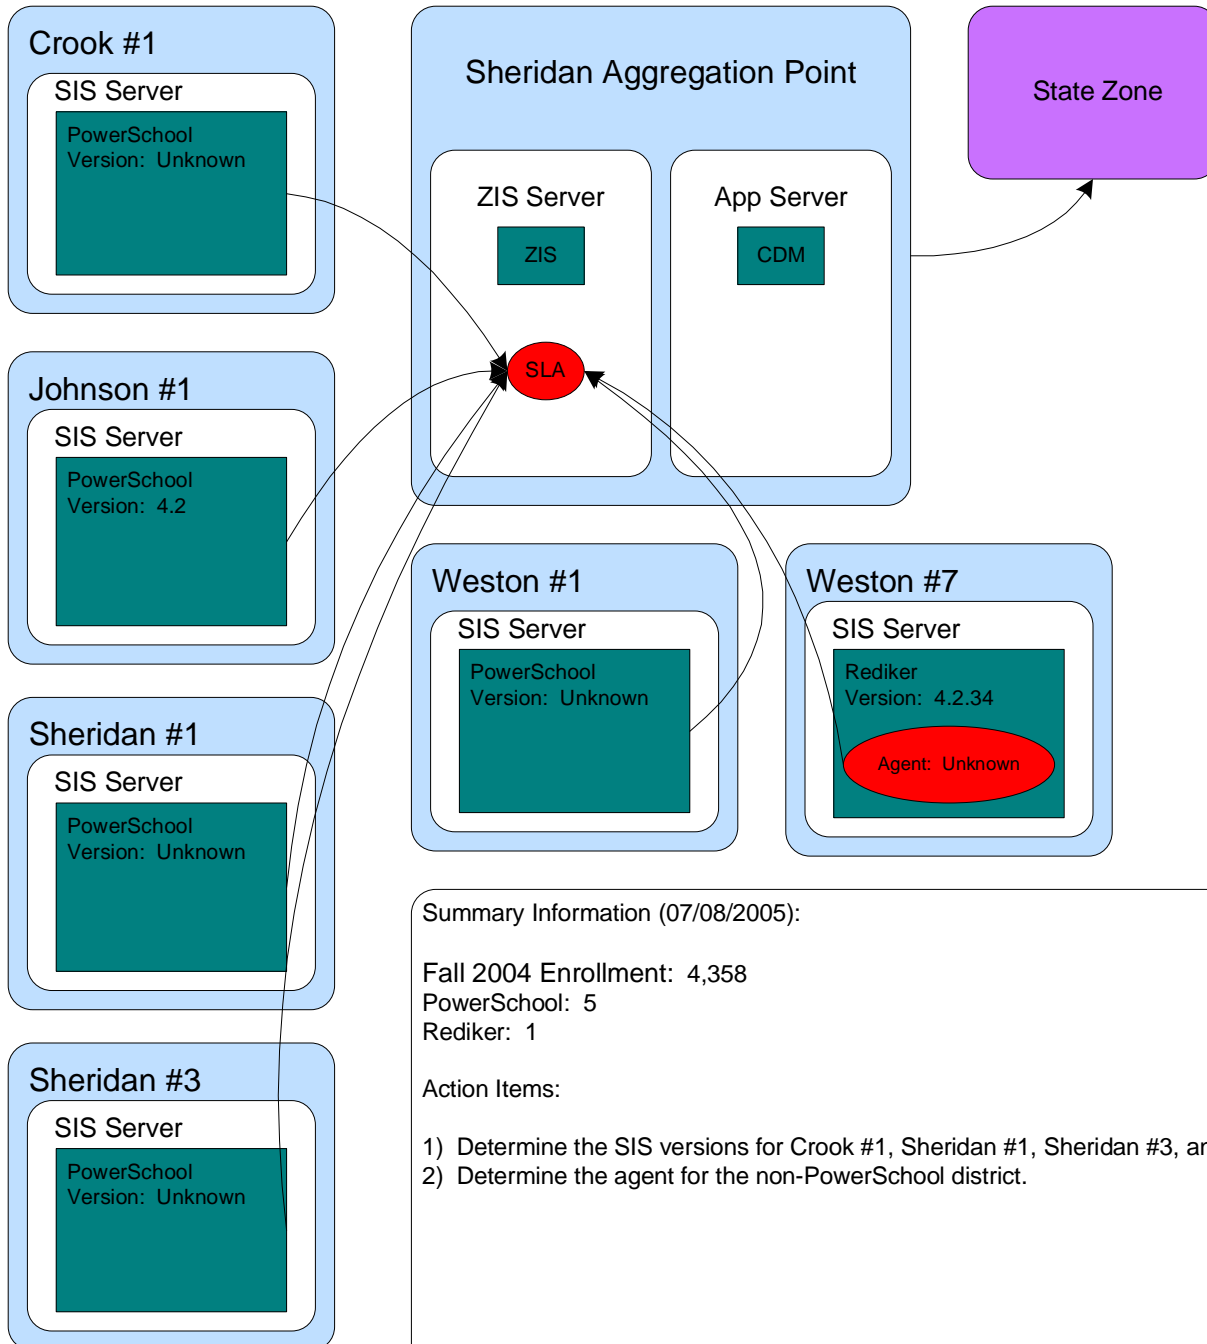 Crook #1
SIS Server
PowerSchool
Version: Unknown
Sheridan Aggregation Point
ZIS Server
ZIS
SLA
App Server
CDM
State Zone
Johnson #1
SIS Server
PowerSchool
Version: 4.2
Weston #1
SIS Server
PowerSchool
Version: Unknown
Weston #7
SIS Server
Rediker
Version: 4.2.34
Agent: Unknown
Sheridan #1
SIS Server
PowerSchool
Version: Unknown
Sheridan #3
SIS Server
PowerSchool
Version: Unknown
Summary Information (07/08/2005):
Fall 2004 Enrollment: 4,358
PowerSchool: 5
Rediker: 1
Action Items:
1) Determine the SIS versions for Crook #1, Sheridan #1, Sheridan #3,
2) Determine the agent for the non-PowerSchool district.